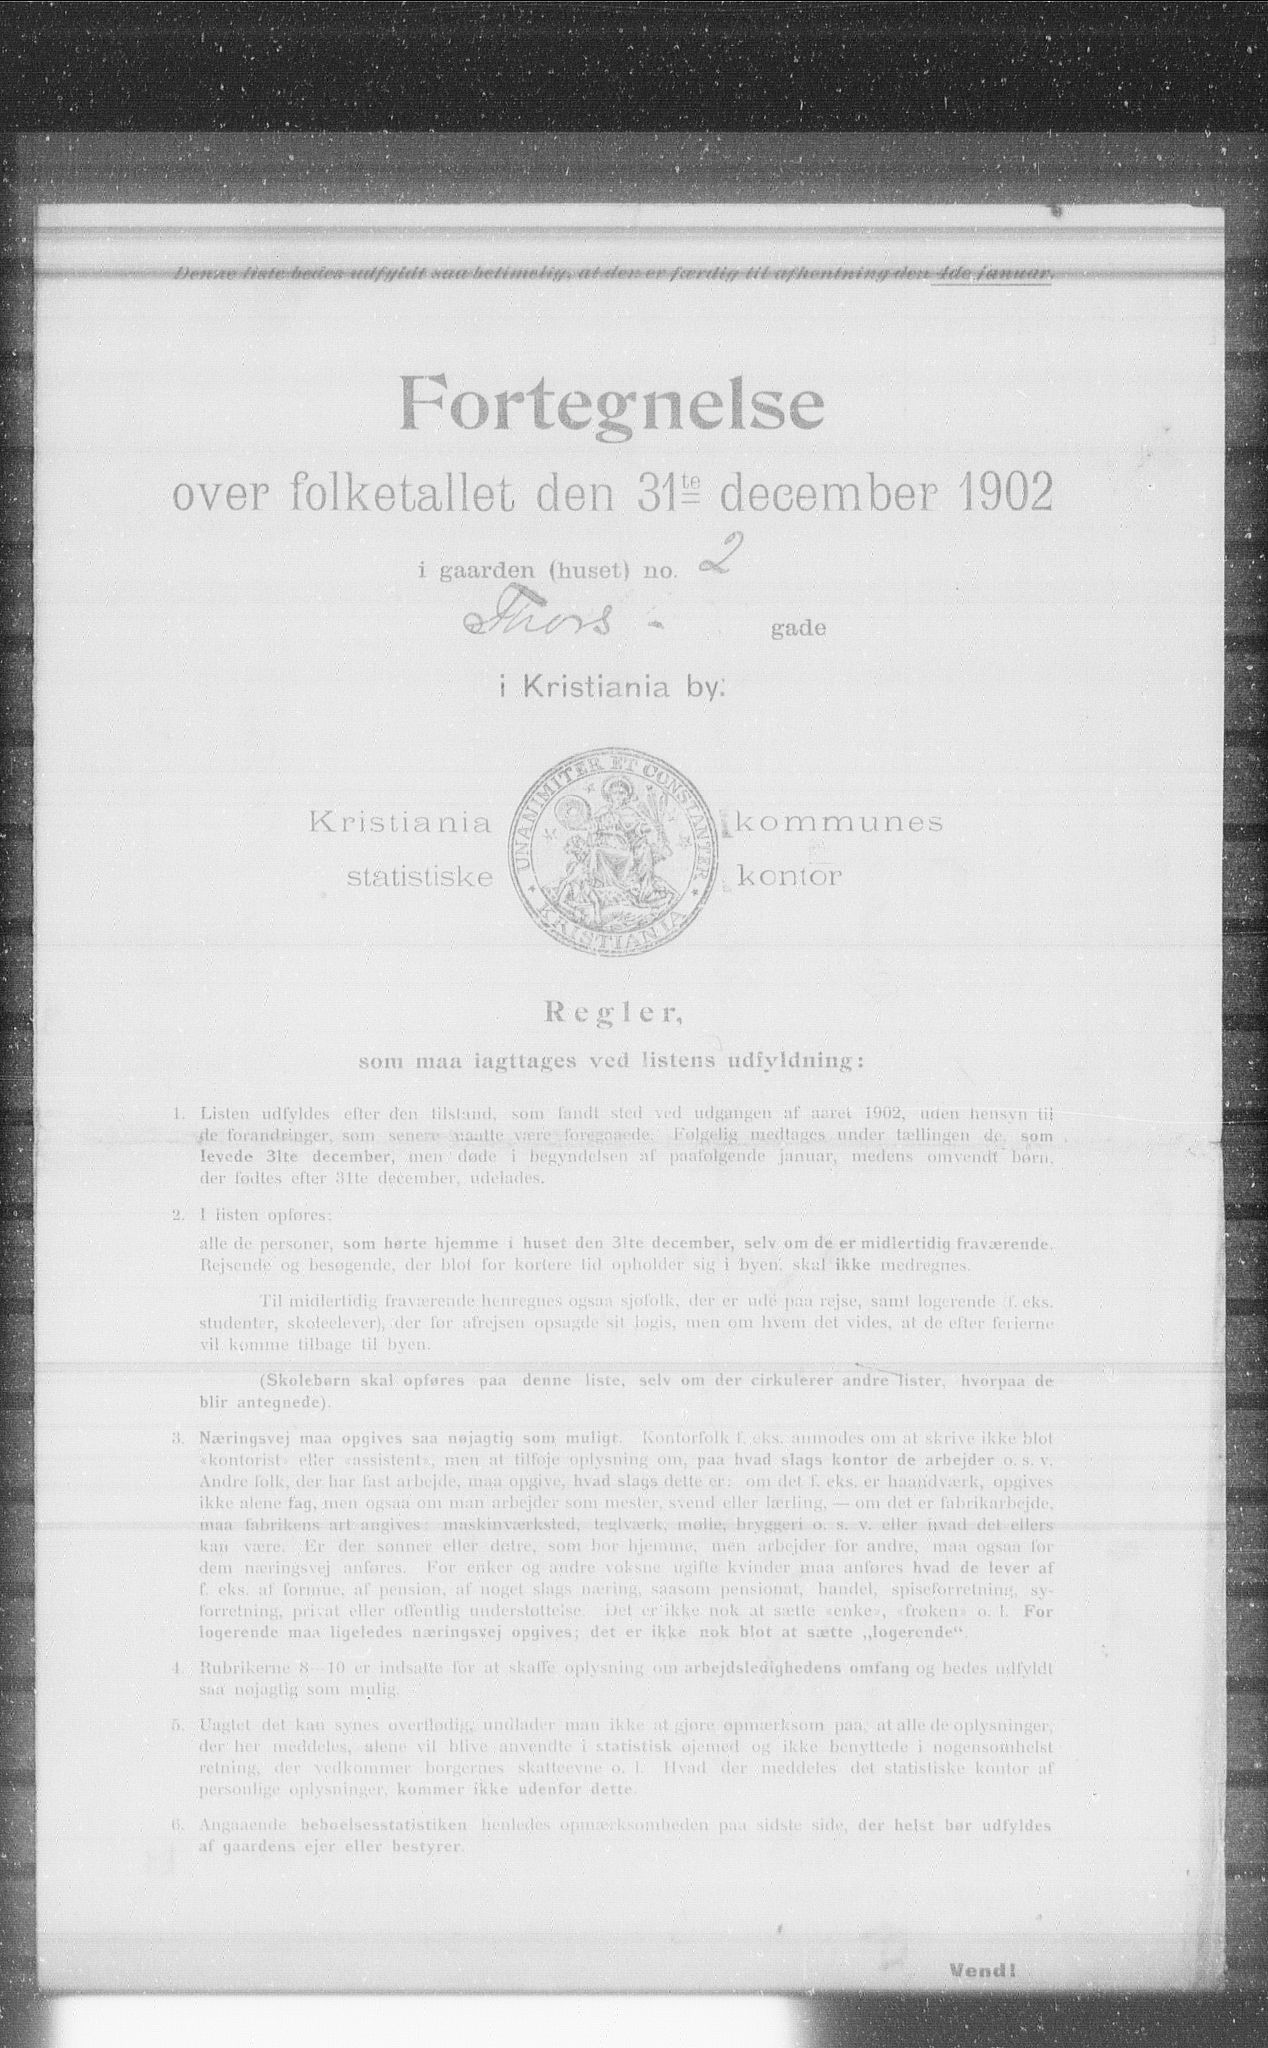 Denne liste bedes udfyldt saa betimelig, at den er færdig til afhentning den 4de januar.
Fortegnelse
over folketallet den 31te december 1902
i gaarden (huset) no. 2
Thors - gade
i Kristiania by.
UNANIMITER ET CONSTANTER
KRISTIANIA
Kristiania kommunes
statistiske kontor
Regler,
som maa iagttages ved listens udfyldning:
1. Listen udfyldes efter den tilstand, som fandt sted ved udgangen af aaret 1902, uden hensyn til
de forandringer, som senere maatte være foregaaede. Følgelig medtages under tællingen de, som
levede 31te december, men døde i begyndelsen af paafølgende januar, medens omvendt børn,
der fødtes efter 31te december, udelades.
2. I listen opføres:
alle de personer, som hørte hjemme i huset den 31te december, selv om de er midlertidig fraværende.
Rejsende og besøgende, der blot for kortere tid opholder sig i byen, skal ikke medregnes.
Til midlertidig fraværende henregnes ogsaa sjøfolk, der er ude paa rejse, samt logerende (f. eks.
studenter, skoleelever), der før afrejsen opsagde sit logis, men om hvem det vides, at de efter ferierne
vil komme tilbage til byen.
(Skolebørn skal opføres paa denne liste, selv om der cirkulerer andre lister, hvorpaa de
blir antegnede).
3. Næringsvej maa opgives saa nøjagtig som muligt. Kontorfolk f. eks. anmodes om at skrive ikke blot
«kontorist» eller «assistent», men at tilføje oplysning om, paa hvad slags kontor de arbejder o. s. v.
Andre folk, der har fast arbejde, maa opgive, hvad slags dette er: om det f. eks. er haandværk, opgives
ikke alene fag, men ogsaa om man arbejder som mester, svend eller lærling, — om det er fabrikarbejde,
maa fabrikens art angives: maskinværksted, teglværk, mølle, bryggeri o. s. v. eller hvad det ellers
kan være. Er der sønner eller døtre, som bor hjemme, men arbejder for andre, maa ogsaa for
dem næringsvej anføres. For enker og andre voksne ugifte kvinder maa anføres hvad de lever af
f. eks. af formue, af pension, af noget slags næring, saasom pensionat, handel, spiseforretning, sy-
forretning, privat eller offentlig understøttelse. Det er ikke nok at sætte «enke», «frøken» o. l. For
logerende maa ligeledes næringsvej opgives; det er ikke nok blot at sætte „logerende“.
4. Rubrikerne 8—10 er indsatte for at skaffe oplysning om arbejdsledighedens omfang og bedes udfyldt
saa nøjagtig som mulig.
5. Uagtet det kan synes overflødig, undlader man ikke at gjøre opmærksom paa, at alle de oplysninger,
der her meddeles, alene vil blive anvendte i statistisk øjemed og ikke benyttede i nogensomhelst
retning, der vedkommer borgernes skatteevne o. l. Hvad der meddeles det statistiske kontor af
personlige oplysninger, kommer ikke udenfor dette.
6. Angaaende beboelsesstatistiken henledes opmærksomheden paa sidste side, der helst bør udfyldes
af gaardens ejer eller bestyrer.
Vend!